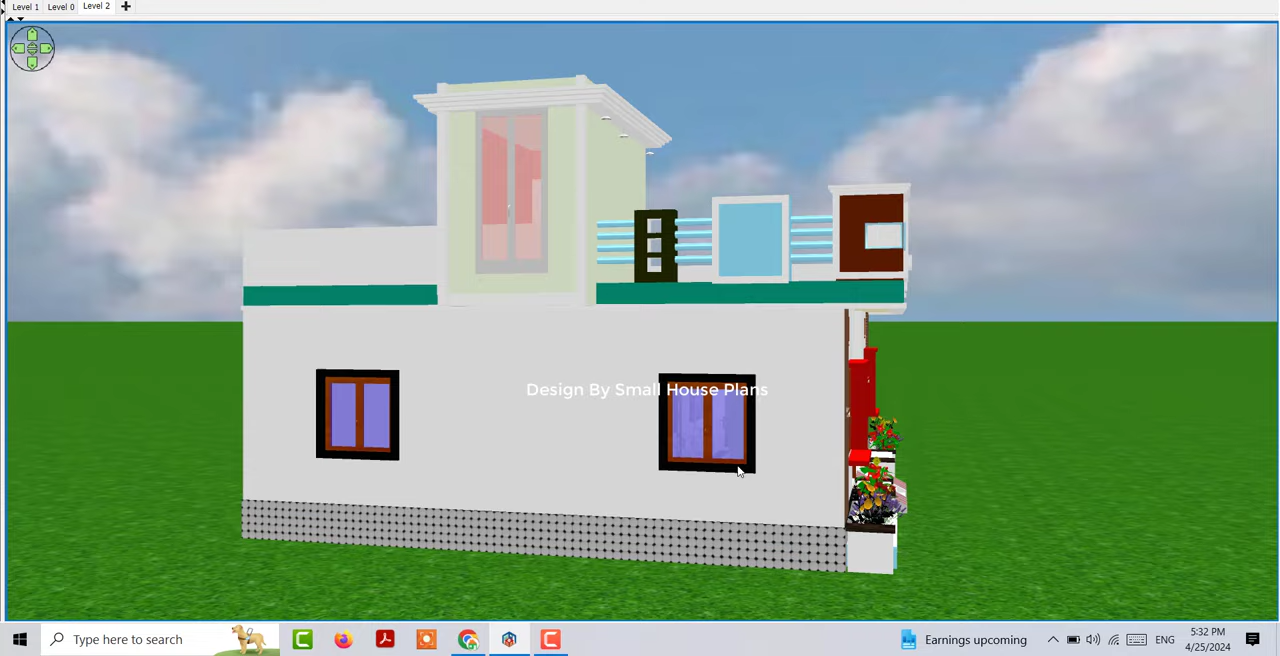 Level 1 Level 0 Level 2
Design By Small House Plans
Type here to search
Earnings upcoming
ENG
5:32 PM
4/25/2024